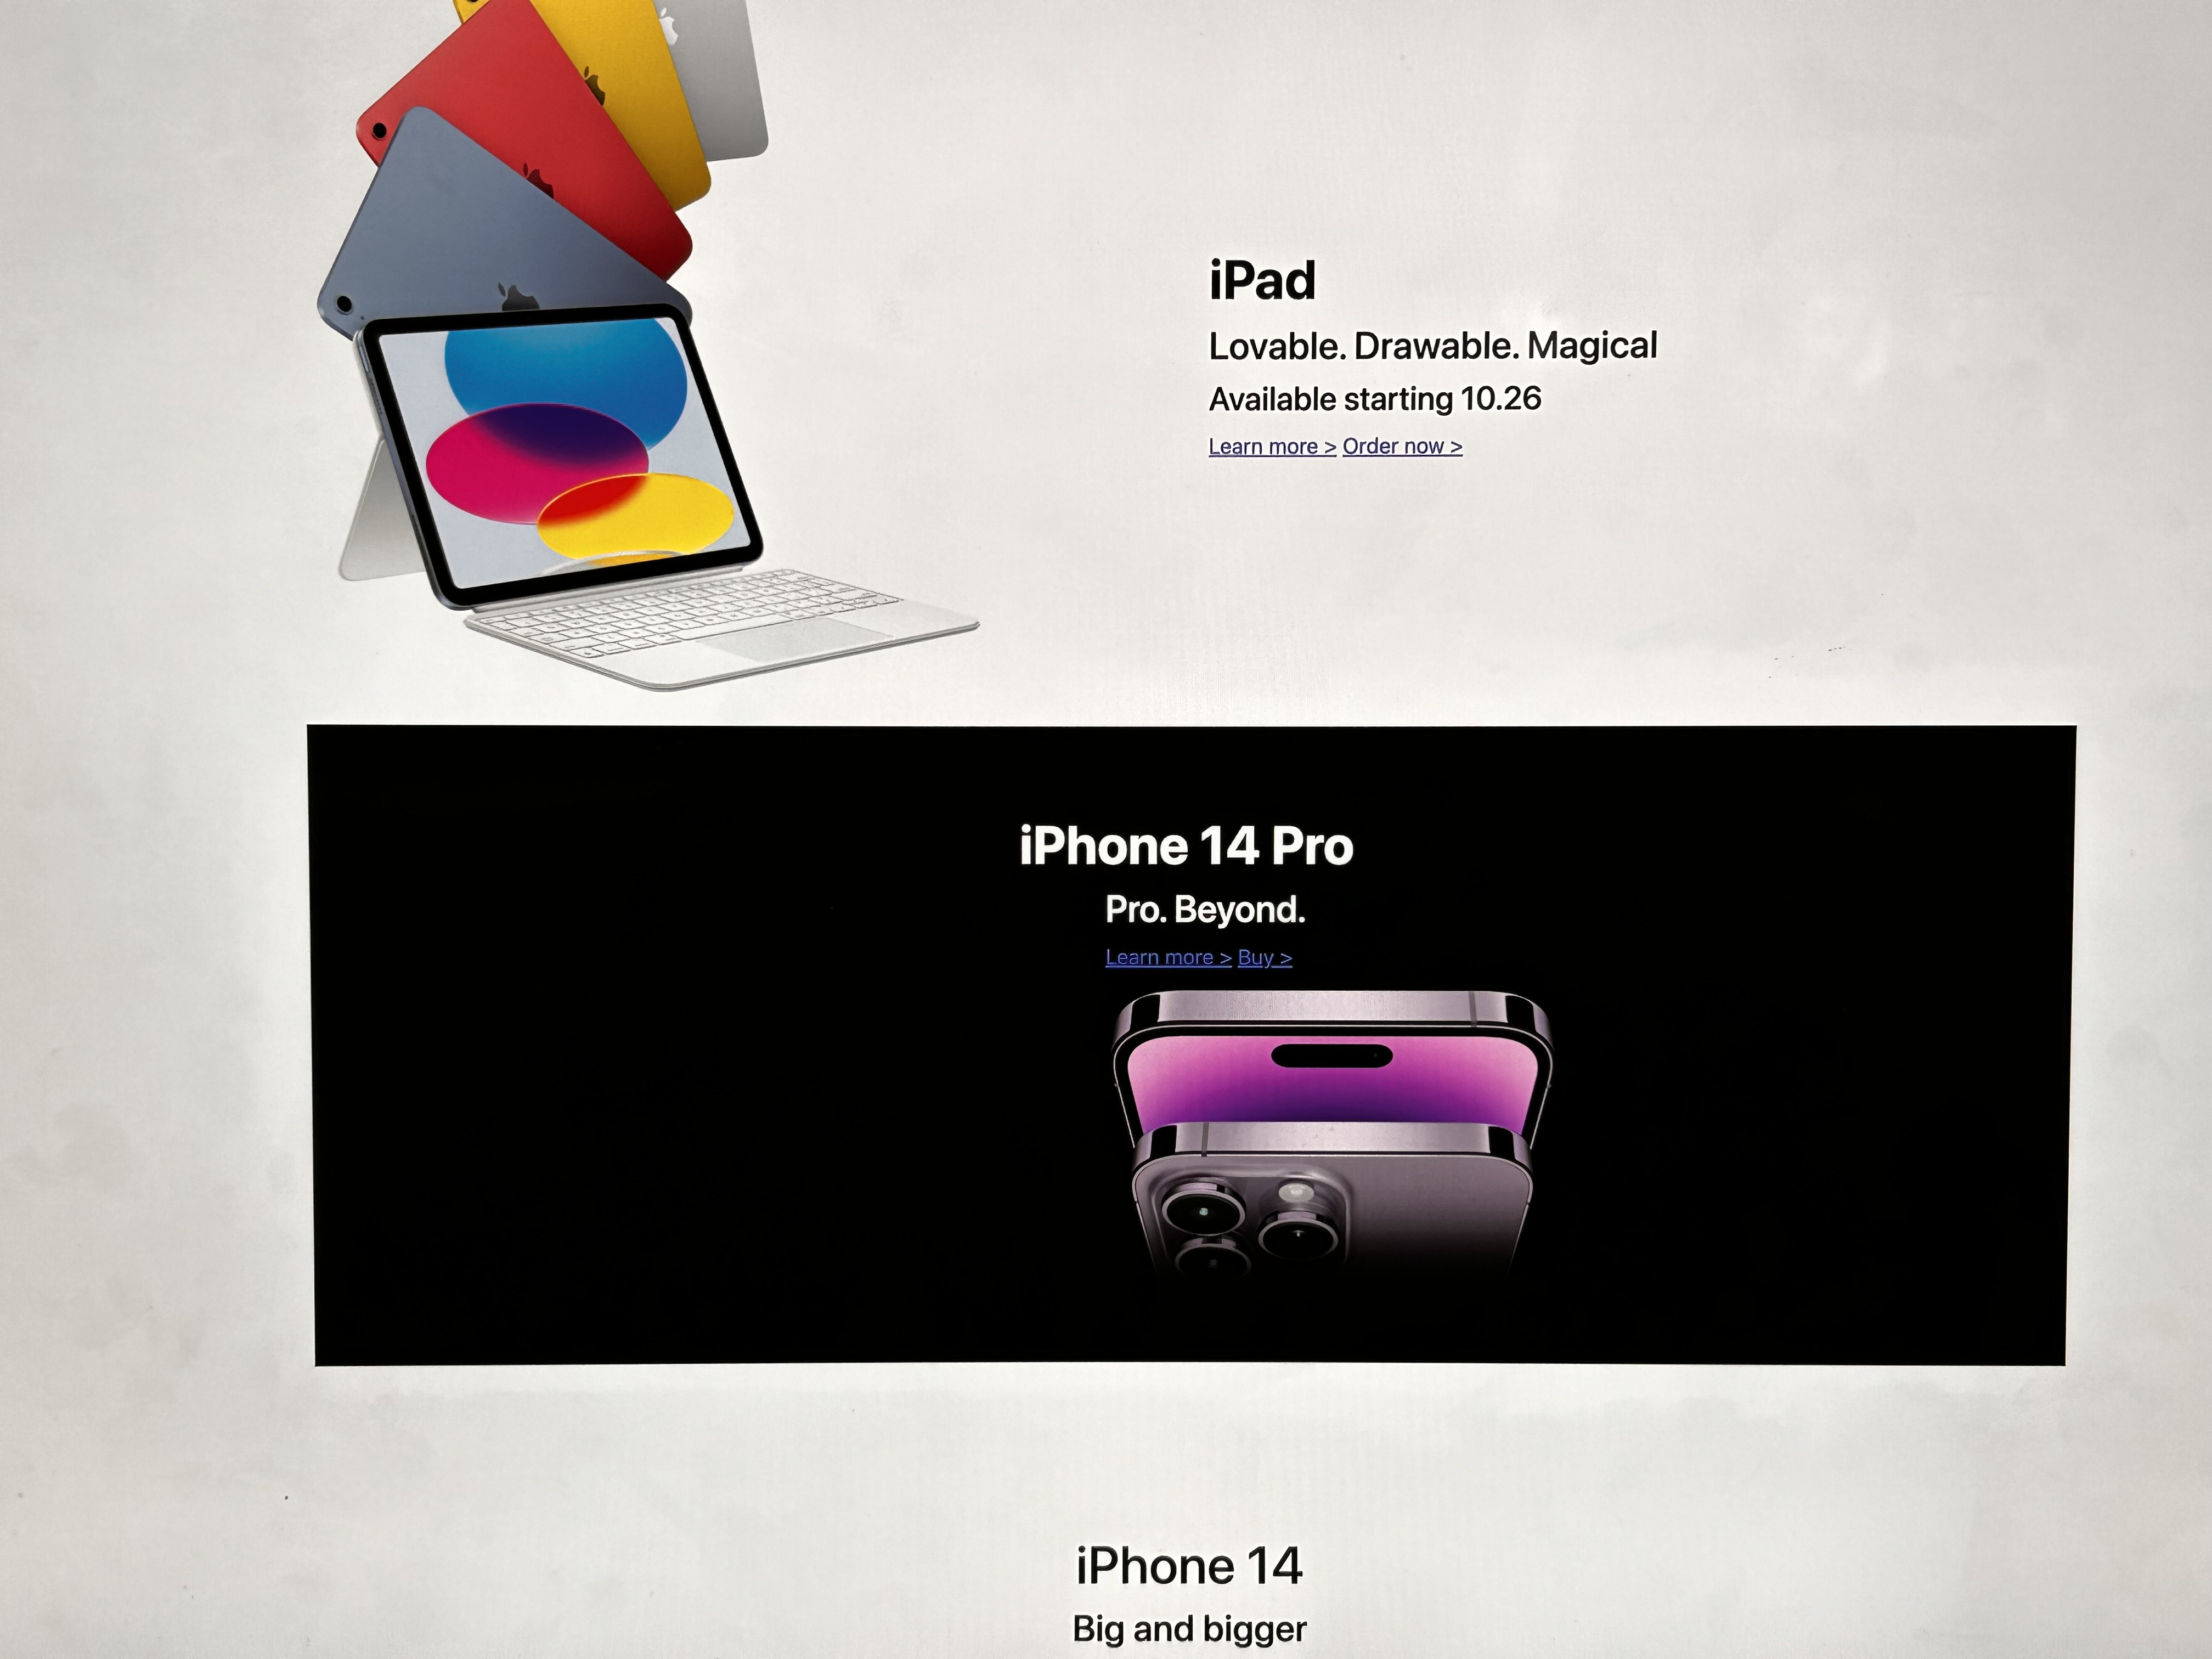 iPad
Lovable. Drawable. Magical
Available starting 10.26
Learn more > Order now >
iPhone 14 Pro
Pro. Beyond.
Learn more > Buy >
iPhone 14
Big and bigger